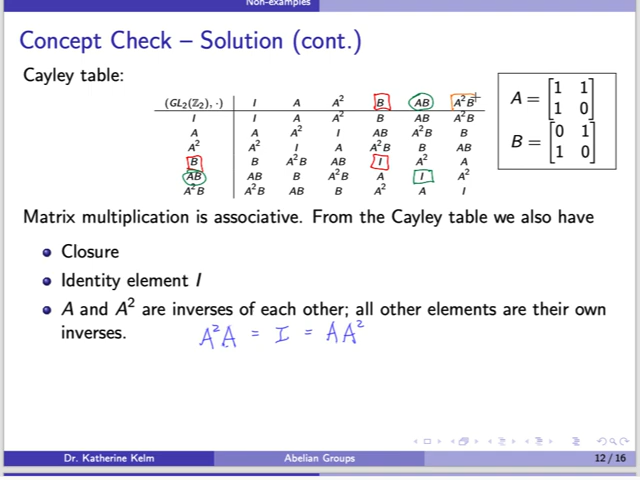 Non-examples
Concept Check – Solution (cont.)
Cayley table:
(GL₂(ℤ₂), ·) I A A² B AB A²B
I I A A² B AB A²B
A A A² I AB A²B B
A² A² I A A²B B AB
B B A²B AB I A² A
AB AB B A²B A I A²
A²B A²B AB B A² A I
A = [1 1
1 0]
B = [0 1
1 0]
Matrix multiplication is associative. From the Cayley table we also have
Closure
Identity element I
A and A² are inverses of each other; all other elements are their own
inverses.
A²A = I = AA²
Dr. Katherine Kelm Abelian Groups 12 / 16